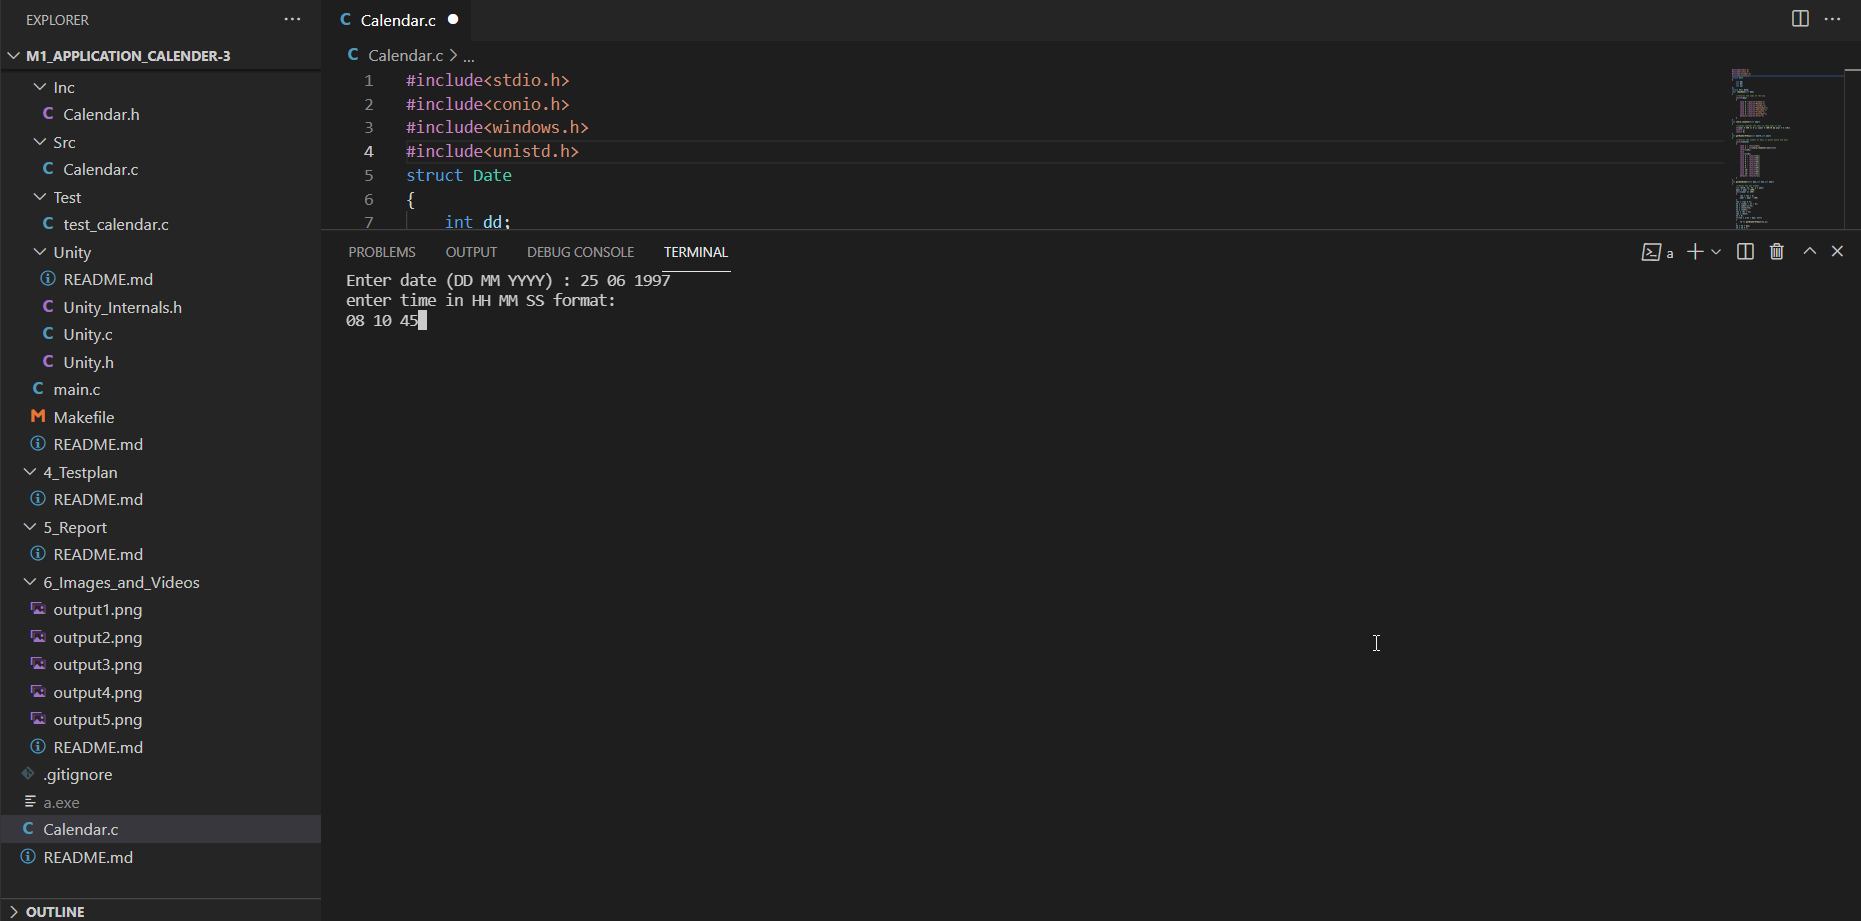 EXPLORER
M1_APPLICATION_CALENDER-3
Inc
Calendar.h
Src
Calendar.c
Test
test_calendar.c
Unity
README.md
Unity_Internals.h
Unity.c
Unity.h
main.c
Makefile
README.md
4_Testplan
README.md
5_Report
README.md
6_Images_and_Videos
output1.png
output2.png
output3.png
output4.png
output5.png
README.md
.gitignore
a.exe
Calendar.c
README.md
OUTLINE
Calendar.c
Calendar.c > ...
1 #include<stdio.h>
2 #include<conio.h>
3 #include<windows.h>
4 #include<unistd.h>
5 struct Date
6 {
7 int dd;
PROBLEMS OUTPUT DEBUG CONSOLE TERMINAL a
Enter date (DD MM YYYY) : 25 06 1997
enter time in HH MM SS format:
08 10 45